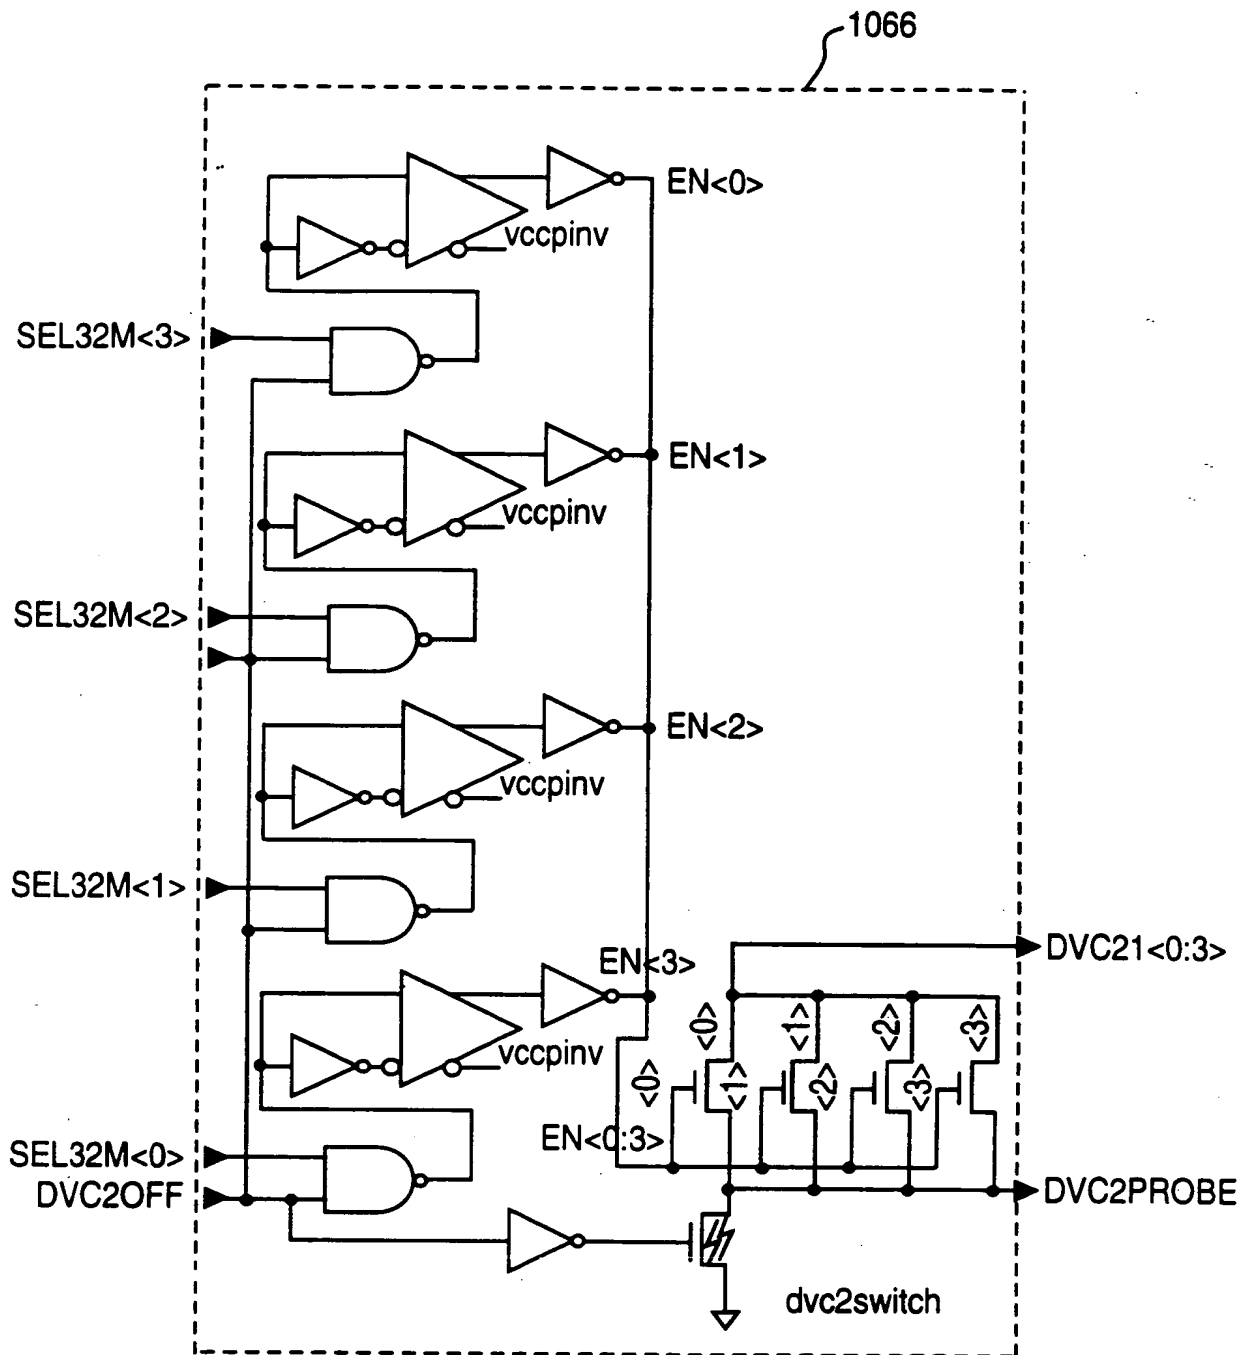 1066
EN<0>
vccpinv
SEL32M<3>
EN<1>
vccpinv
SEL32M<2>
EN<2>
vccpinv
SEL32M<1>
EN<3>
DVC21<0:3>
vccpinv
<0>
<1>
<2>
<3>
<0>
<1>
<2>
<3>
EN<0:3>
SEL32M<0>
DVC2OFF
DVC2PROBE
dvc2switch